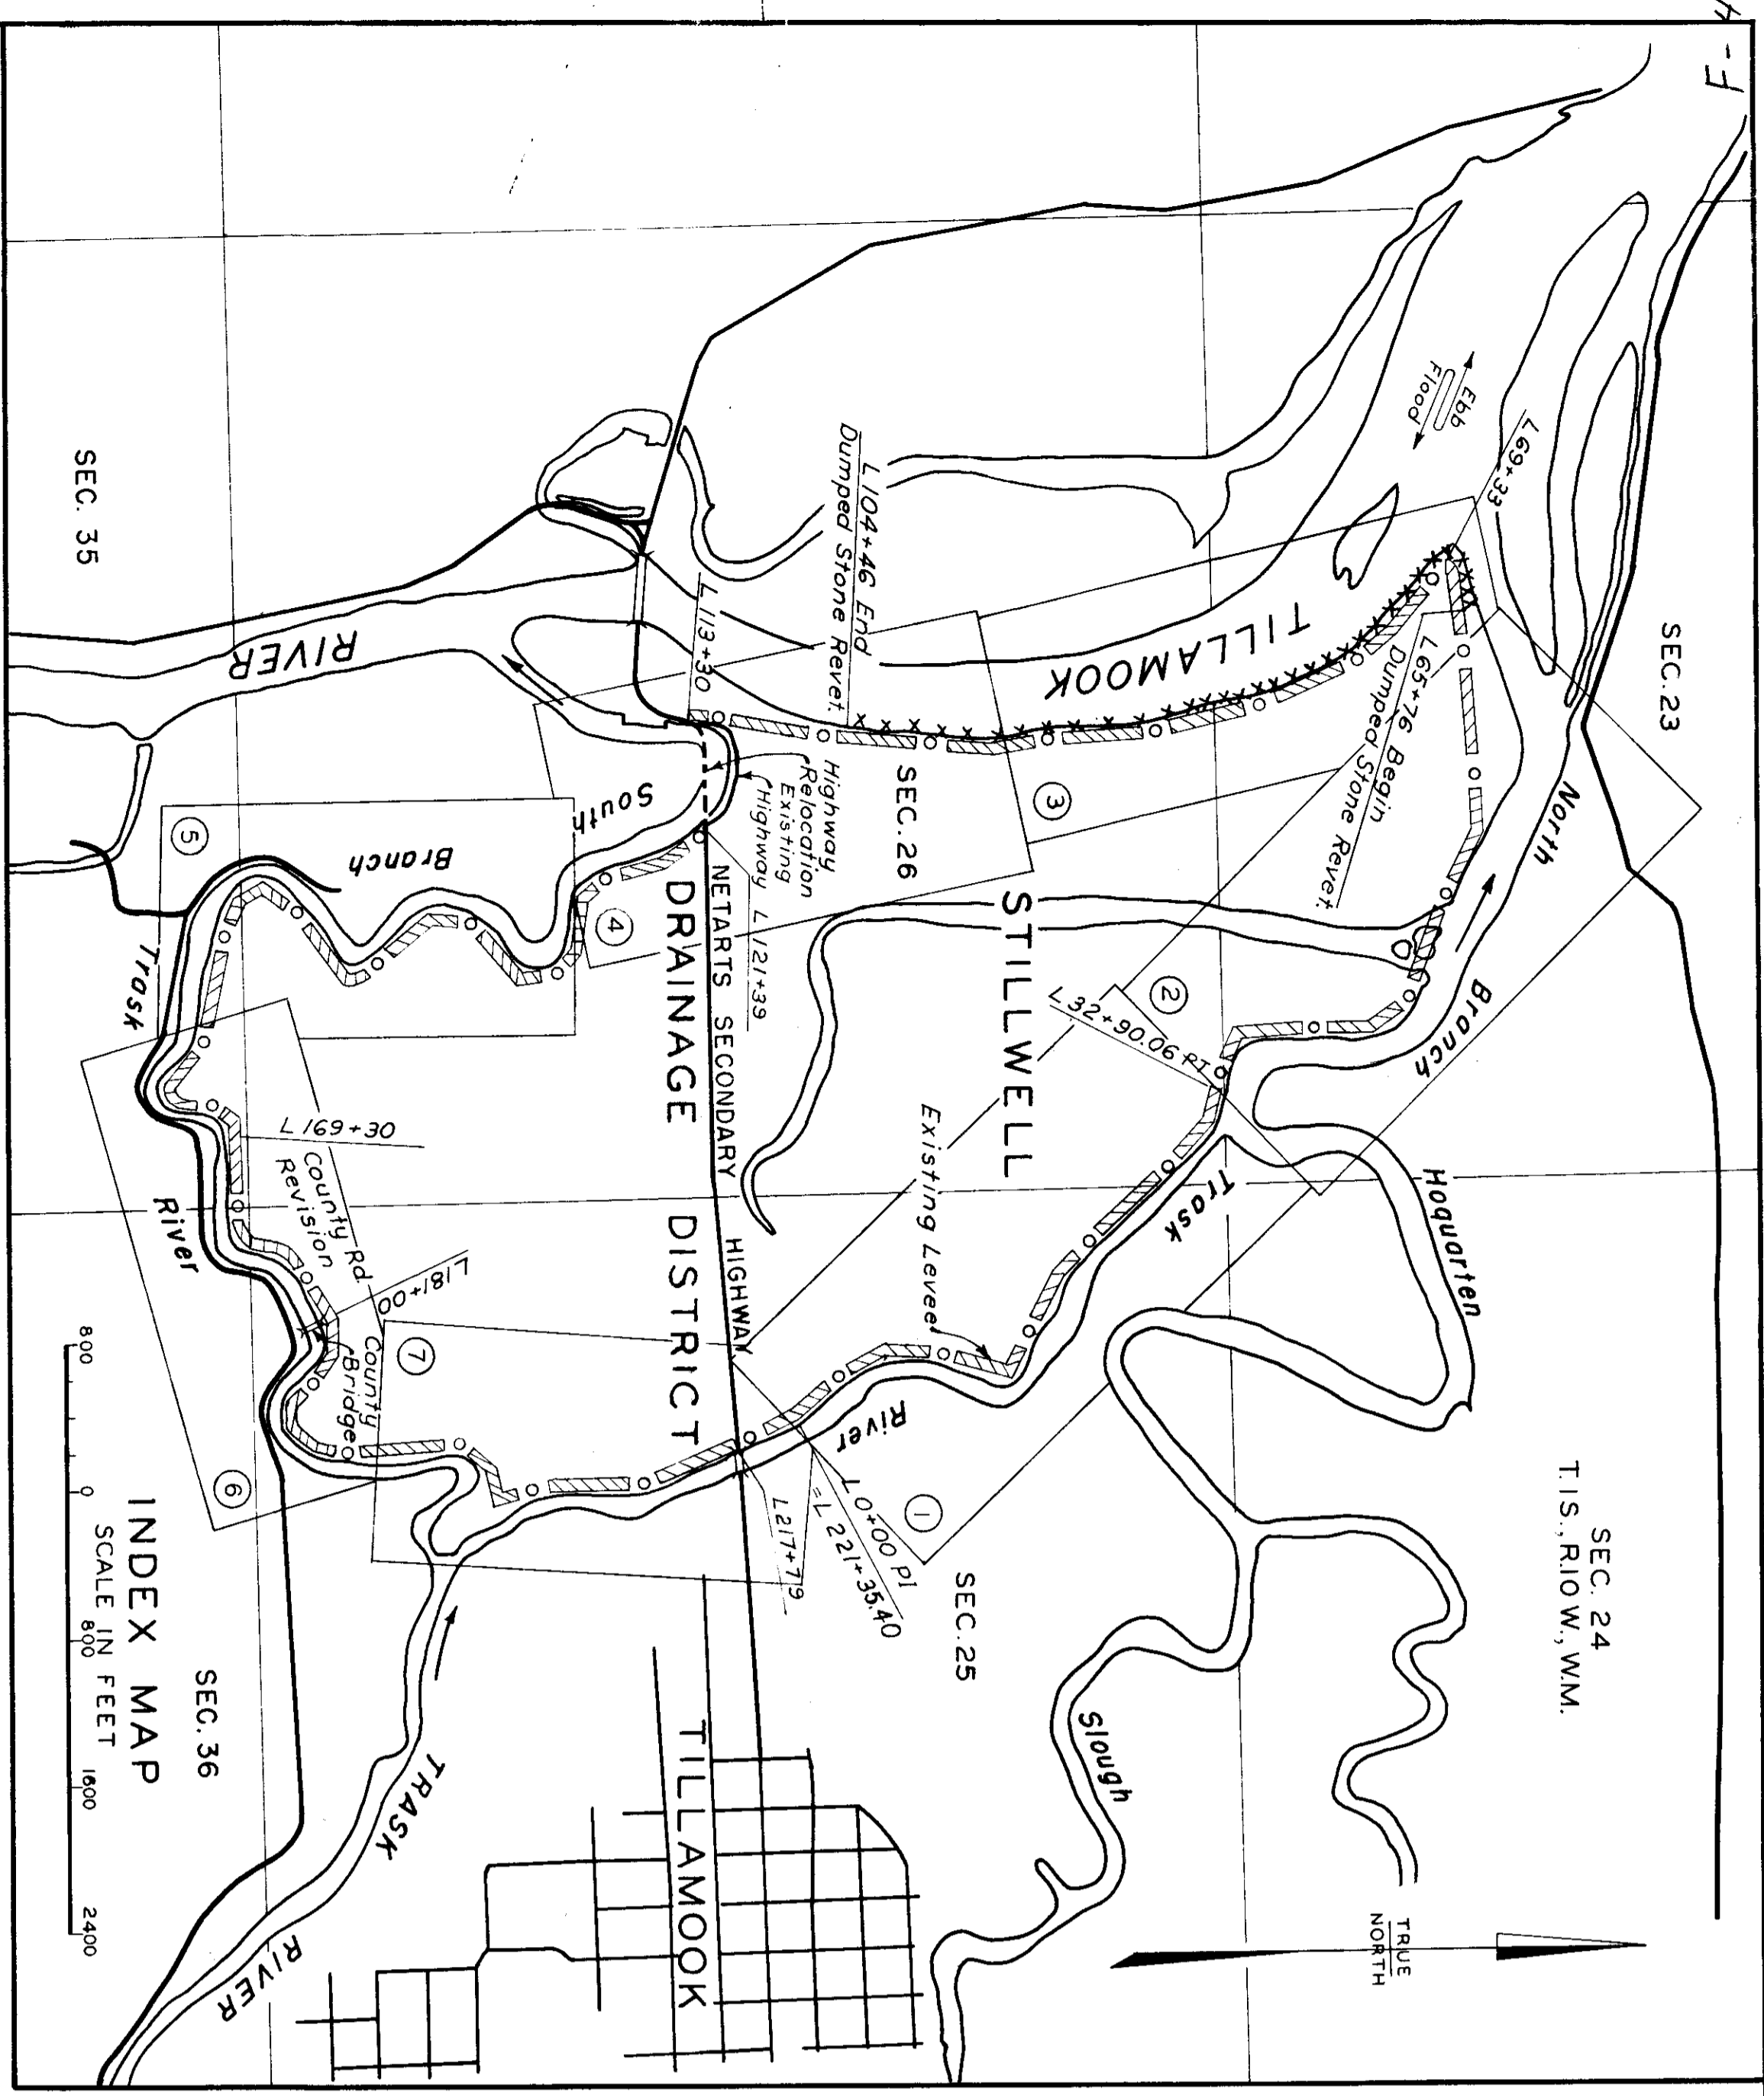 F-4
SEC. 23
SEC. 24
T.1S., R.10W., W.M.
TRUE
NORTH
Ebb
Flood
L 69+33
L 65+76 Begin
Dumped Stone Revet.
North
Branch
Hoquarten
Slough
TILLAMOOK
RIVER
L 104+46 End
Dumped Stone Revet.
L 113+30
SEC. 26
Highway
Relocation
Existing
Highway
L 121+39
STILLWELL
DRAINAGE DISTRICT
NETARTS SECONDARY HIGHWAY
L 32+90.06 PI
Existing Levee
Trask
River
L 0+00 PI
=L 221+35.40
L 217+79
SEC. 25
South
Branch
Trask
River
L 169+30
County Rd.
Revision
L 181+00
County
Bridge
1
2
3
4
5
6
7
SEC. 35
SEC. 36
TRASK
RIVER
TILLAMOOK
INDEX MAP
SCALE IN FEET
800 0 800 1600 2400